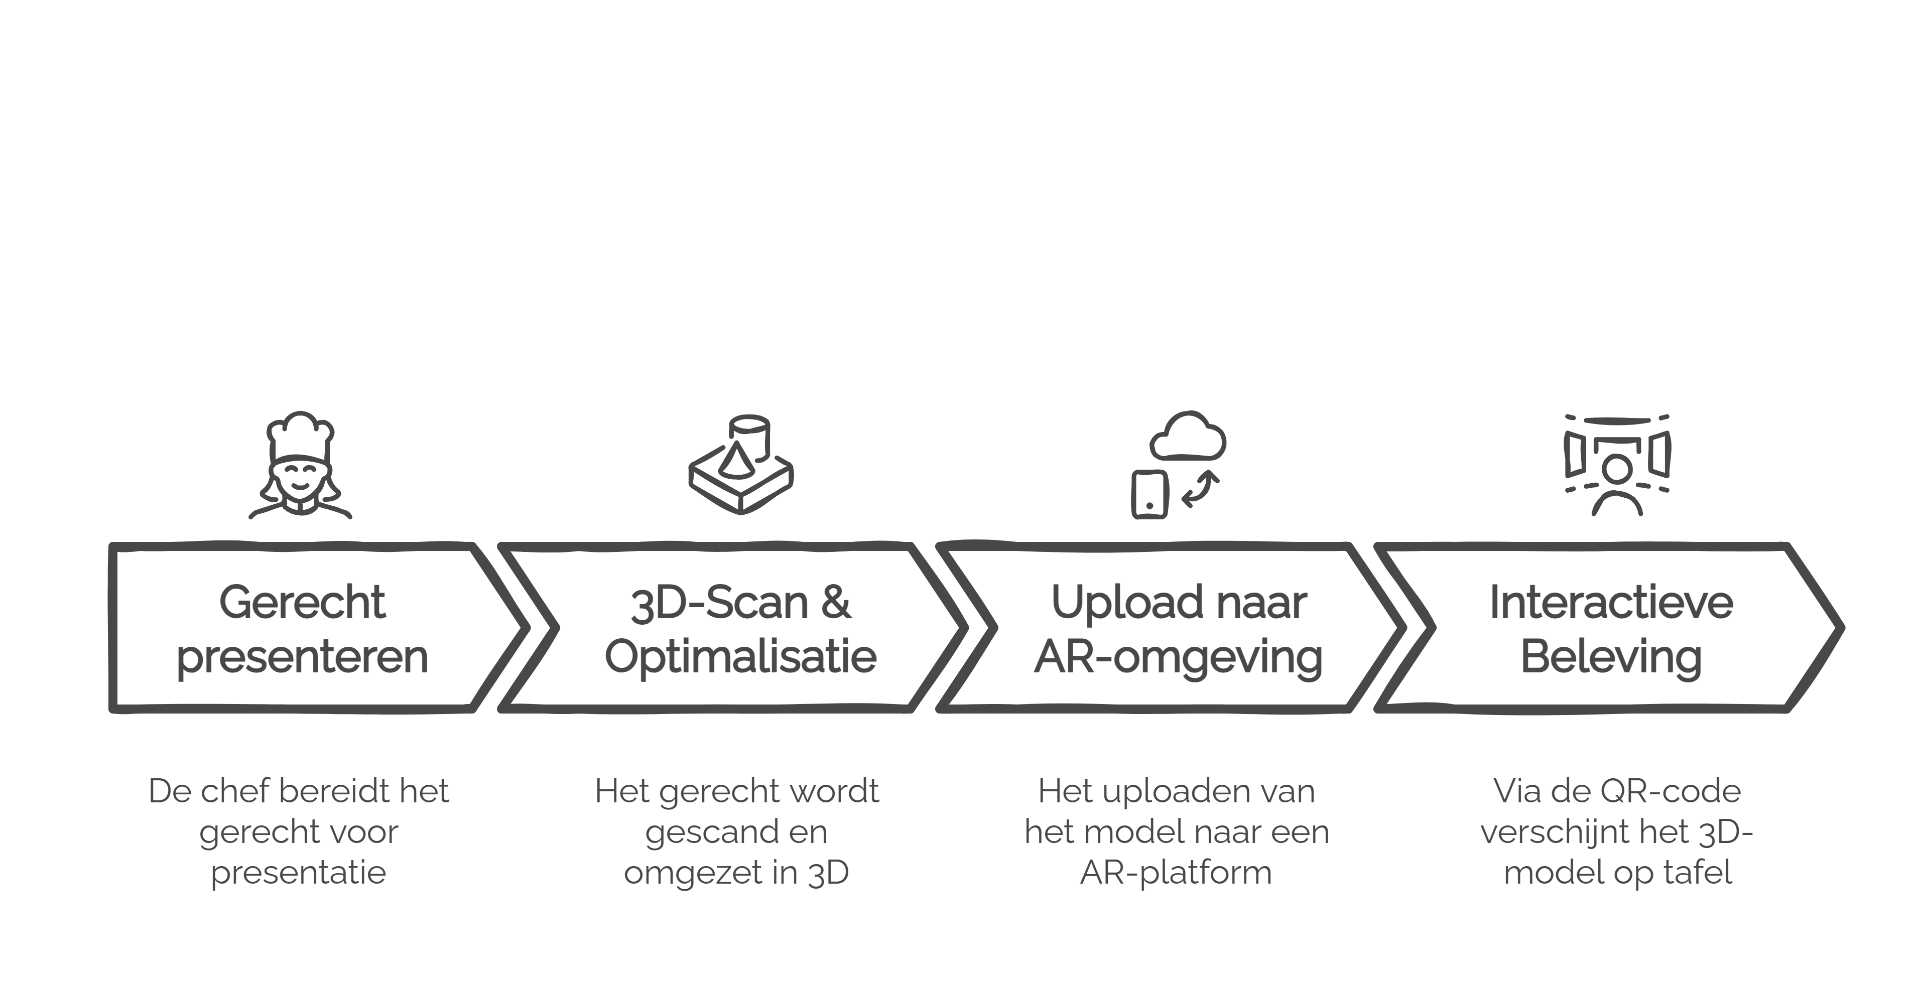 Gerecht
presenteren
3D-Scan &
Optimalisatie
Upload naar
AR-omgeving
Interactieve
Beleving
De chef bereidt het
gerecht voor
presentatie
Het gerecht wordt
gescand en
omgezet in 3D
Het uploaden van
het model naar een
AR-platform
Via de QR-code
verschijnt het 3D-
model op tafel